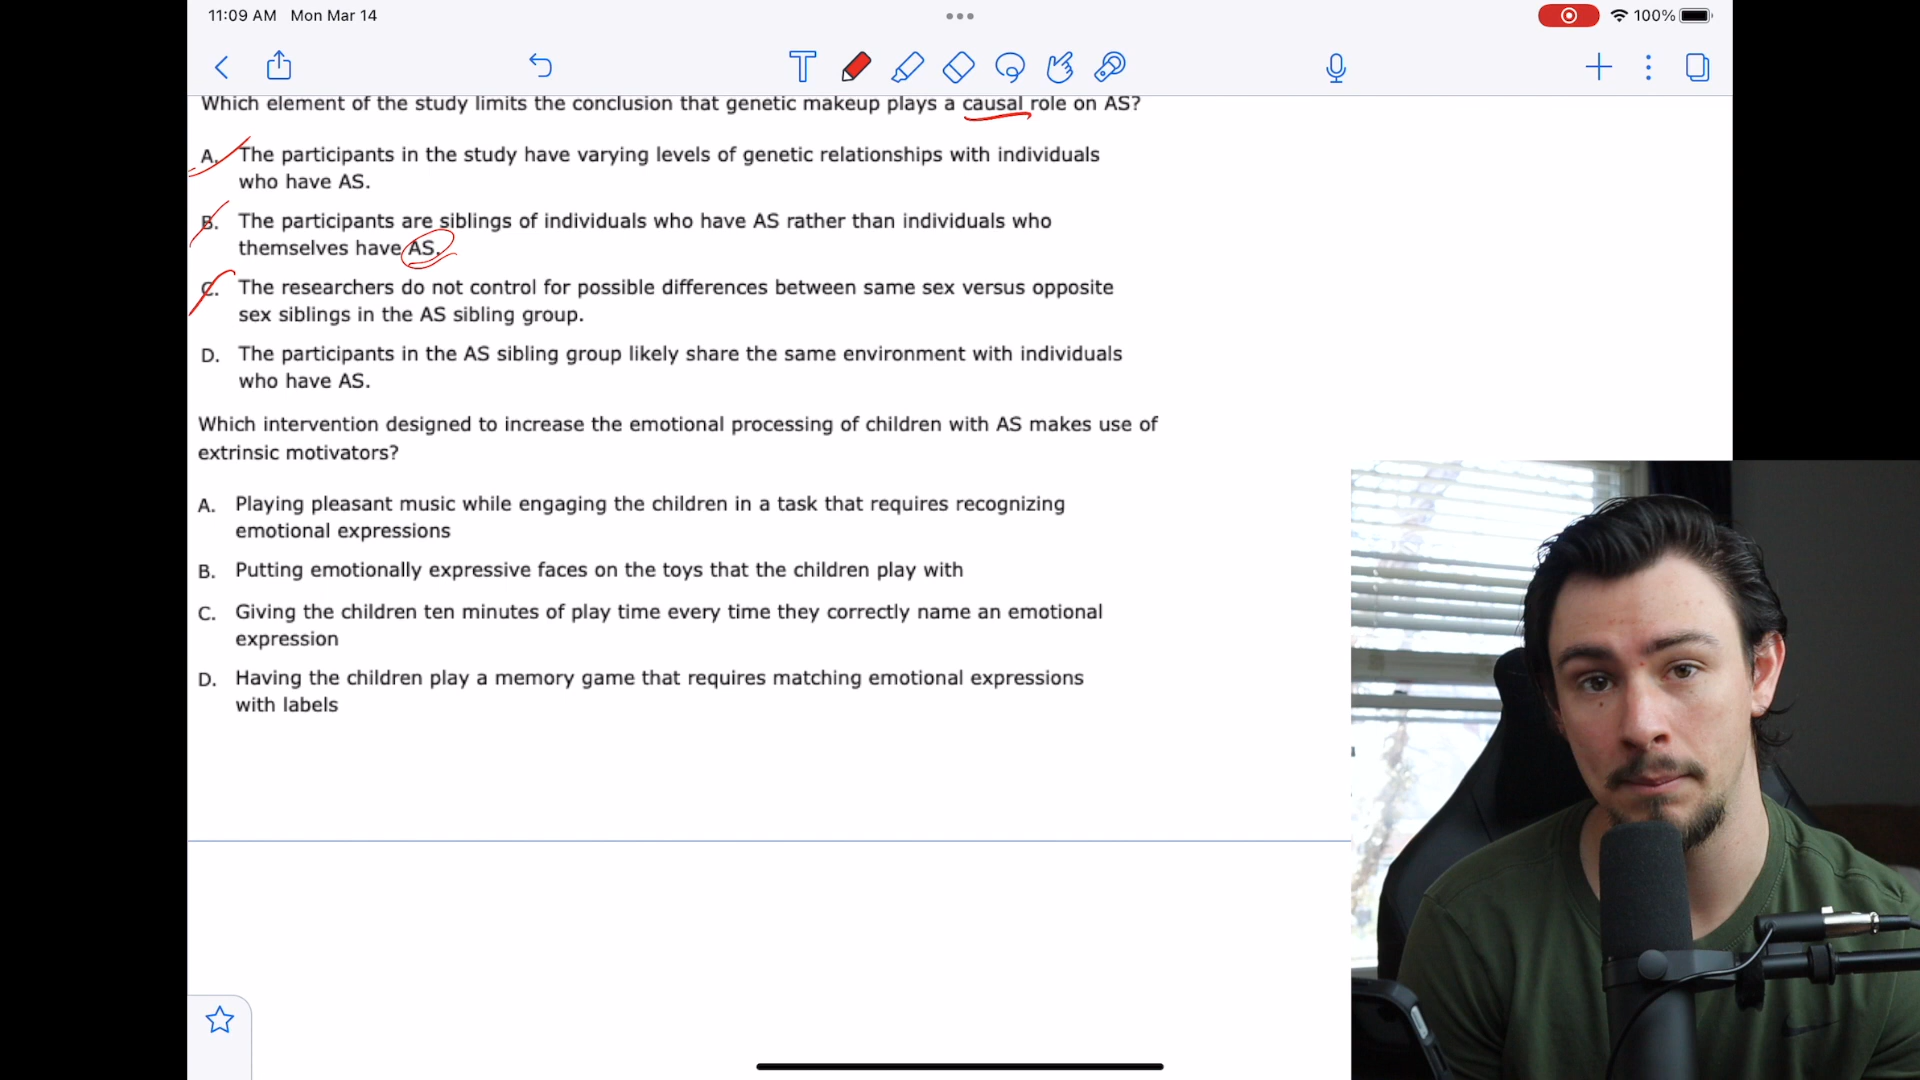 11:09 AM Mon Mar 14
100%
Which element of the study limits the conclusion that genetic makeup plays a causal role on AS?
A. The participants in the study have varying levels of genetic relationships with individuals
who have AS.
B. The participants are siblings of individuals who have AS rather than individuals who
themselves have AS.
C. The researchers do not control for possible differences between same sex versus opposite
sex siblings in the AS sibling group.
D. The participants in the AS sibling group likely share the same environment with individuals
who have AS.
Which intervention designed to increase the emotional processing of children with AS makes use of
extrinsic motivators?
A. Playing pleasant music while engaging the children in a task that requires recognizing
emotional expressions
B. Putting emotionally expressive faces on the toys that the children play with
C. Giving the children ten minutes of play time every time they correctly name an emotional
expression
D. Having the children play a memory game that requires matching emotional expressions
with labels